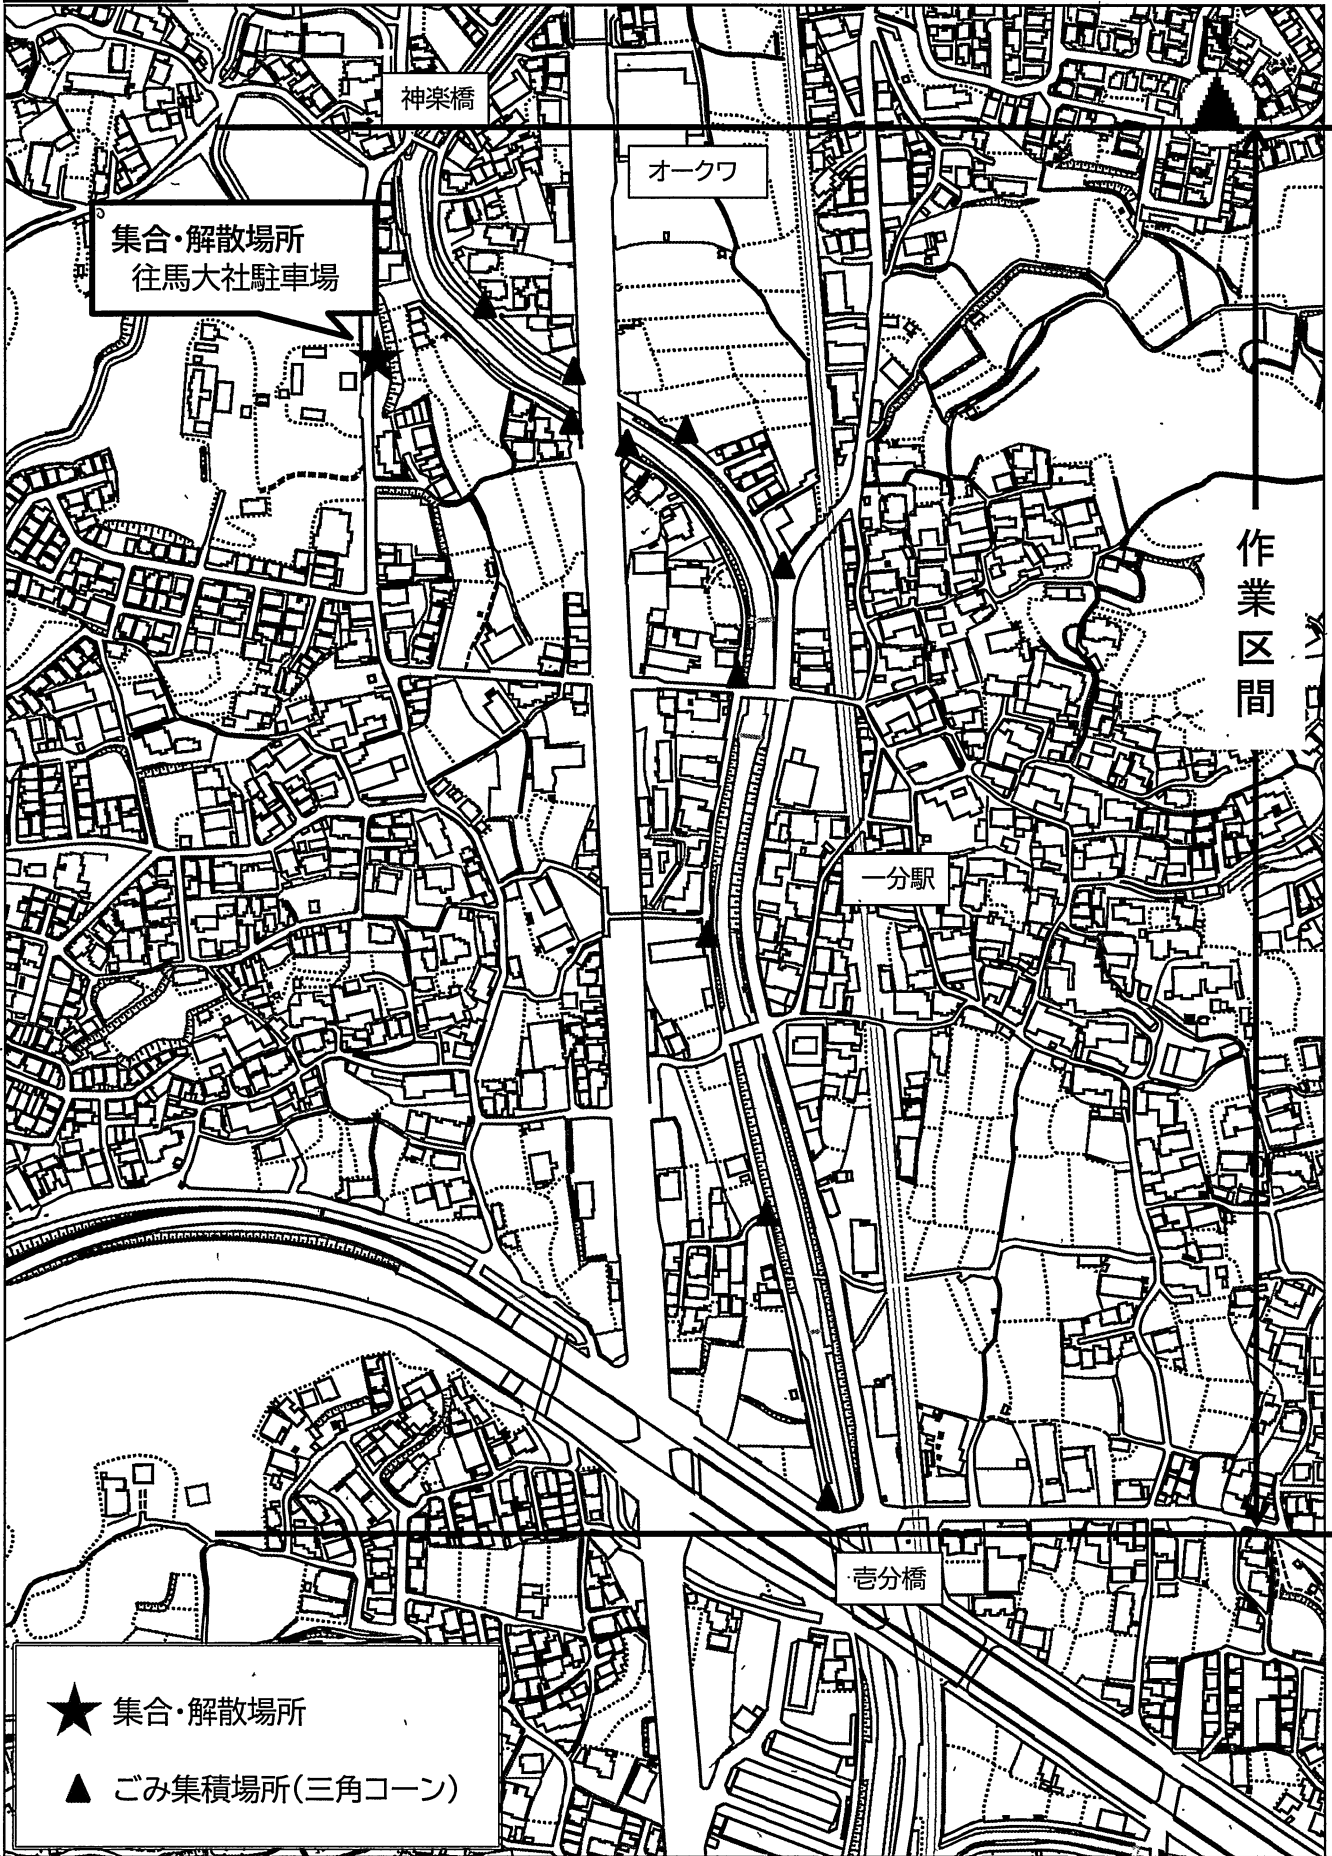 神楽橋
オークワ
集合・解散場所
往馬大社駐車場
作業区間
一分駅
壱分橋
★ 集合・解散場所
▲ ごみ集積場所(三角コーン)